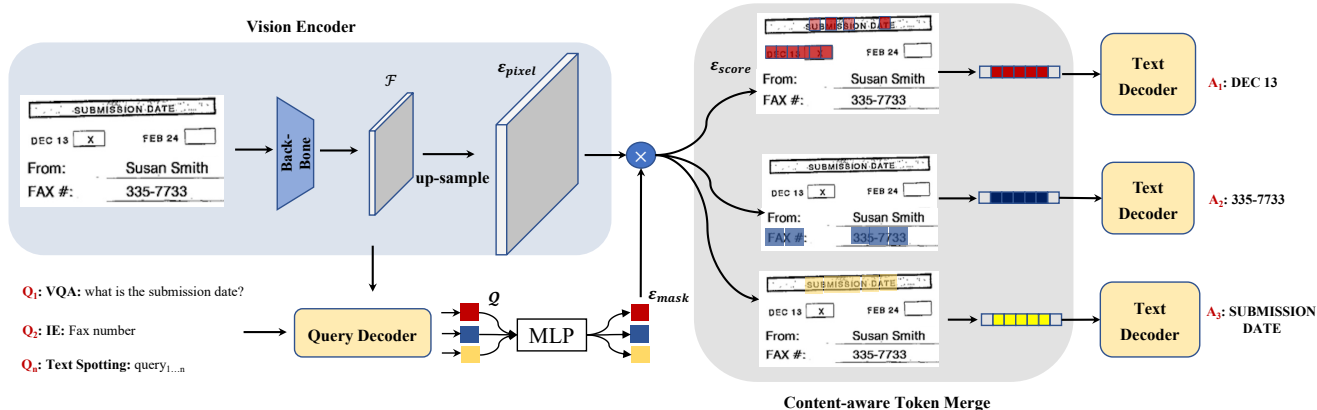 Vision Encoder
SUBMISSION DATE
DEC 13 X FEB 24
From: Susan Smith
FAX #: 335-7733
Back-Bone
ℱ
up-sample
ℰpixel
×
Q₁: VQA: what is the submission date?
Q₂: IE: Fax number
Qₙ: Text Spotting: query₁...ₙ
Query Decoder
𝒬
MLP
ℰmask
ℰscore
SUBMISSION DATE
DEC 13 X FEB 24
From: Susan Smith
FAX #: 335-7733
Text Decoder
A₁: DEC 13
SUBMISSION DATE
DEC 13 X FEB 24
From: Susan Smith
FAX #: 335-7733
Text Decoder
A₂: 335-7733
SUBMISSION DATE
DEC 13 X FEB 24
From: Susan Smith
FAX #: 335-7733
Text Decoder
A₃: SUBMISSION
DATE
Content-aware Token Merge